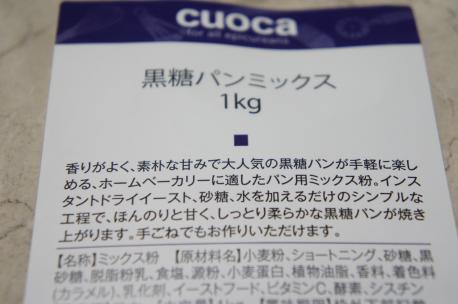 cuoca
for all epicureans
黒糖パンミックス
1kg
香りがよく、素朴な甘みで大人気の黒糖パンが手軽に楽し
める、ホームベーカリーに適したパン用ミックス粉。インス
タントドライイースト、砂糖、水を加えるだけのシンプルな
工程で、ほんのりと甘く、しっとり柔らかな黒糖パンが焼き
上がります。手ごねでもお作りいただけます。
【名称】ミックス粉 【原材料名】小麦粉、ショートニング、砂糖、黒
砂糖、脱脂粉乳、食塩、澱粉、小麦蛋白、植物油脂、香料、着色料
(カラメル)、乳化剤、イーストフード、ビタミンC、酵素、シスチン